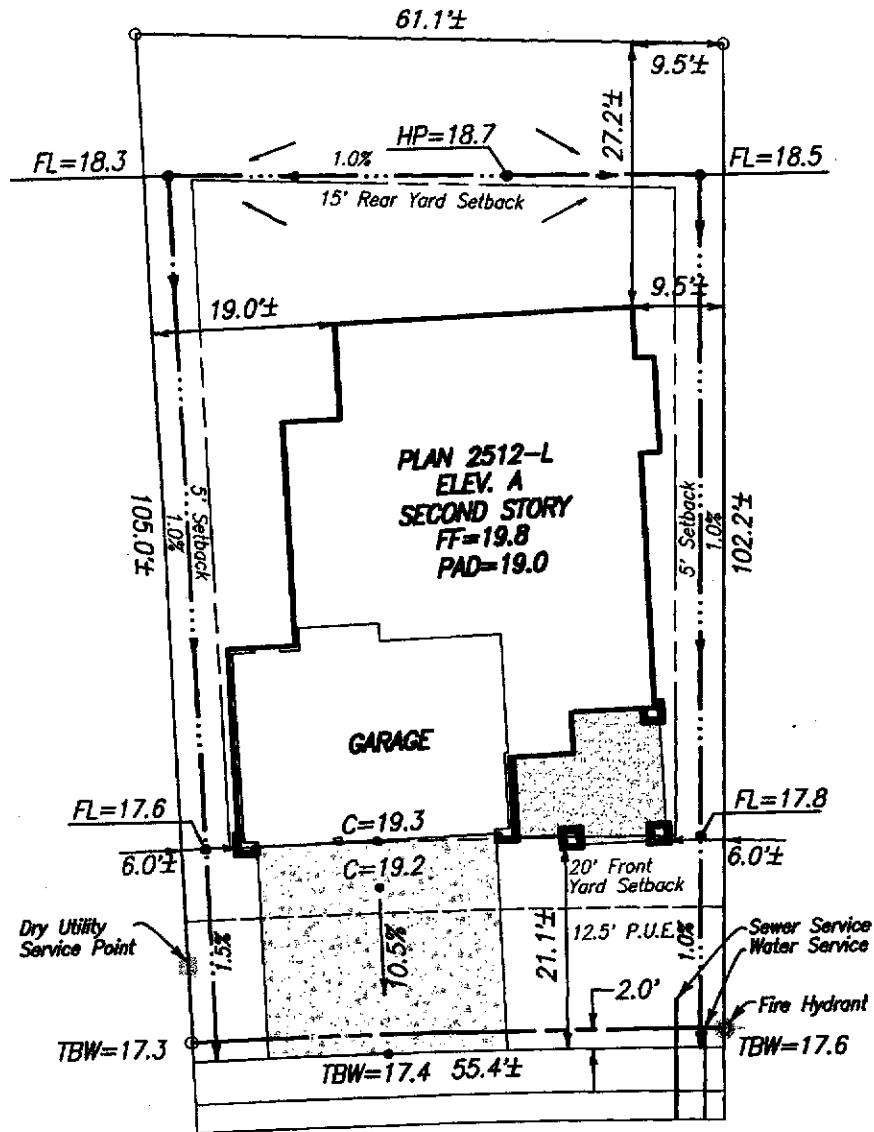 61.1'±
9.5'±
27.2'±
HP=18.7
1.0%
FL=18.3
FL=18.5
15' Rear Yard Setback
19.0'±
9.5'±
PLAN 2512-L
ELEV. A
SECOND STORY
FF=19.8
PAD=19.0
105.0'±
1.0%
5' Setback
5' Setback
1.0%
102.2'±
GARAGE
FL=17.6
C=19.3
FL=17.8
6.0'±
C=19.2
20' Front
Yard Setback
6.0'±
Dry Utility
Service Point
1.5%
10.5%
21.1'±
12.5' P.U.E.
1.0%
Sewer Service
Water Service
2.0'
Fire Hydrant
TBW=17.3
TBW=17.6
TBW=17.4
55.4'±